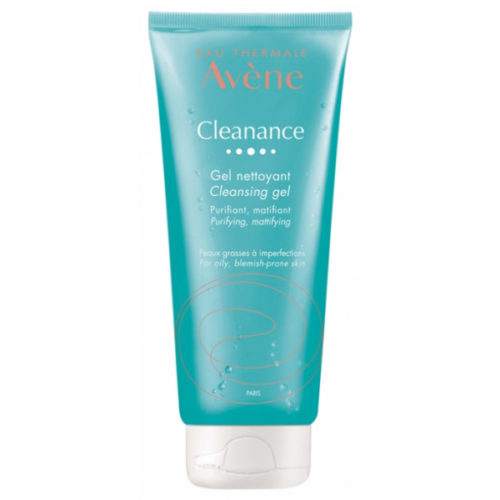 EAU THERMALE
Avène
Cleanance
Gel nettoyant
Cleansing gel
Purifiant, matifiant
Purifying, mattifying
Peaux grasses à imperfections
For oily, blemish-prone skin
PARIS